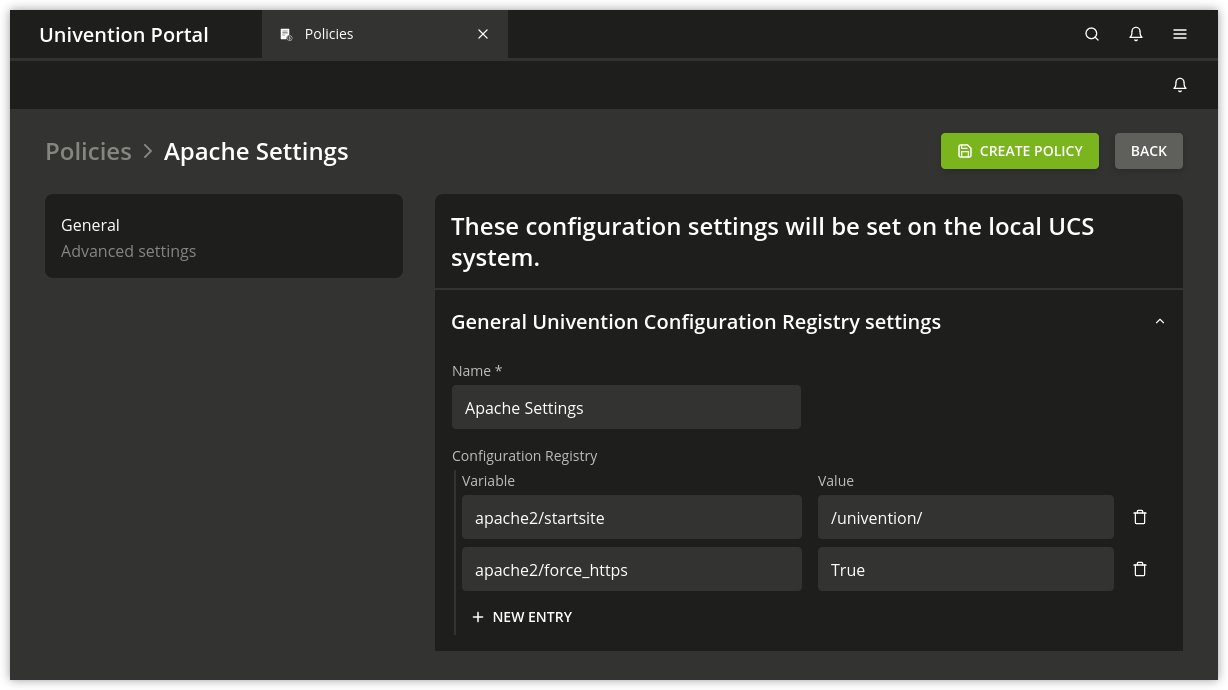 Univention Portal
Policies
Policies > Apache Settings
CREATE POLICY
BACK
General
Advanced settings
These configuration settings will be set on the local UCS
system.
General Univention Configuration Registry settings
Name *
Apache Settings
Configuration Registry
Variable Value
apache2/startsite /univention/
apache2/force_https True
+ NEW ENTRY